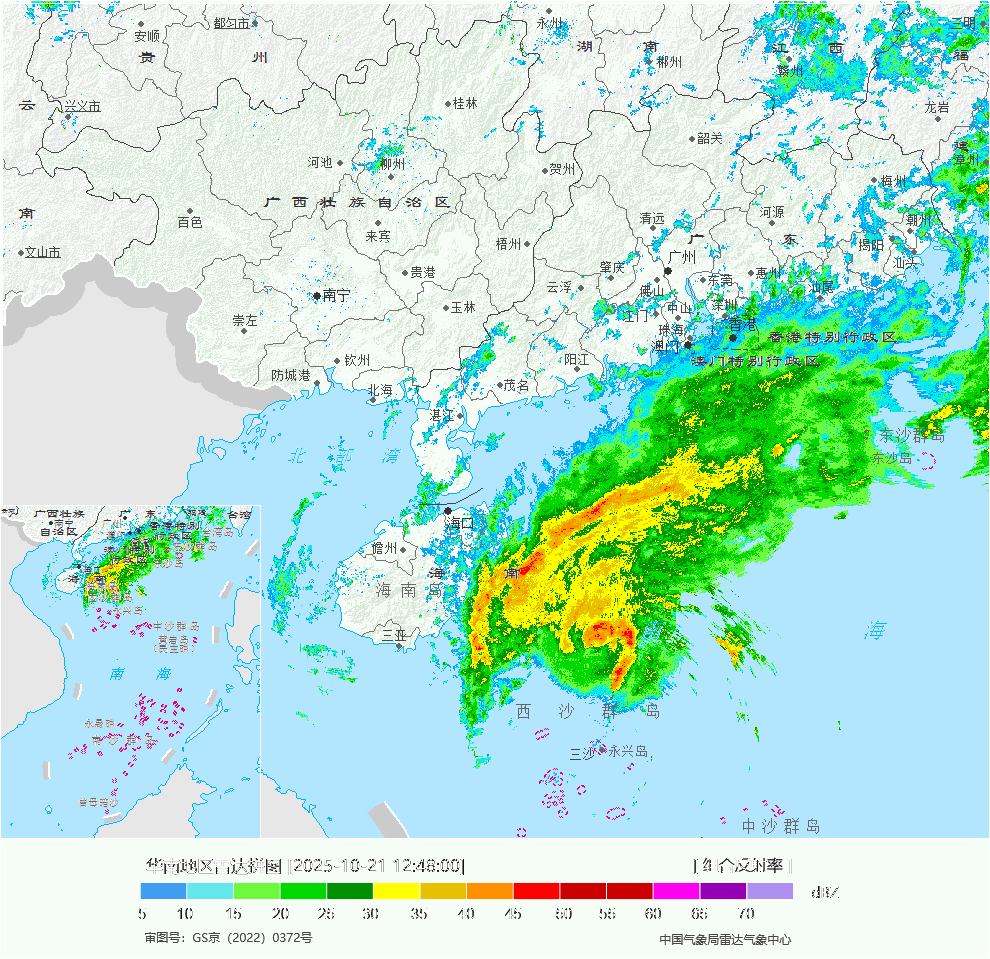 永州
三明
都匀市
安顺
湖 南
江 西
贵 州
郴州
赣州
福
云
兴义市
桂林
龙岩
韶关
建
河池
柳州
贺州
漳州
梅州
广西壮族自治区
南
百色
清远
河源
潮州
来宾
广 东
揭阳
文山市
梧州
广州
汕头
贵港
肇庆
东莞
惠州
南宁
云浮
佛山
汕尾
玉林
江门
中山
深圳
崇左
珠海
香港
香港特别行政区
澳门
钦州
阳江
澳门特别行政区
防城港
北海
茂名
湛江
东沙群岛
北 部 湾
东沙岛
海口
儋州
海 南
海南岛
三亚
海
西沙群岛
三沙
永兴岛
中沙群岛
广西壮族
自治区
南宁
广 东
台湾
永兴岛
中沙群岛
黄岩岛
南 海
永暑礁
南沙群岛
曾母暗沙
华南地区雷达拼图 [2025-10-21 12:48:00]
[组合反射率]
5 10 15 20 25 30 35 40 45 50 55 60 65 70
dBZ
审图号：GS京（2022）0372号
中国气象局雷达气象中心